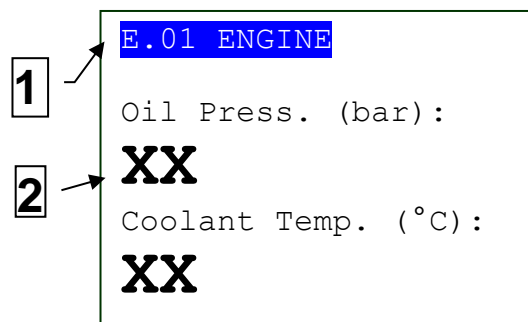 E.01 ENGINE
1
Oil Press. (bar):
XX
2
Coolant Temp. (°C):
XX